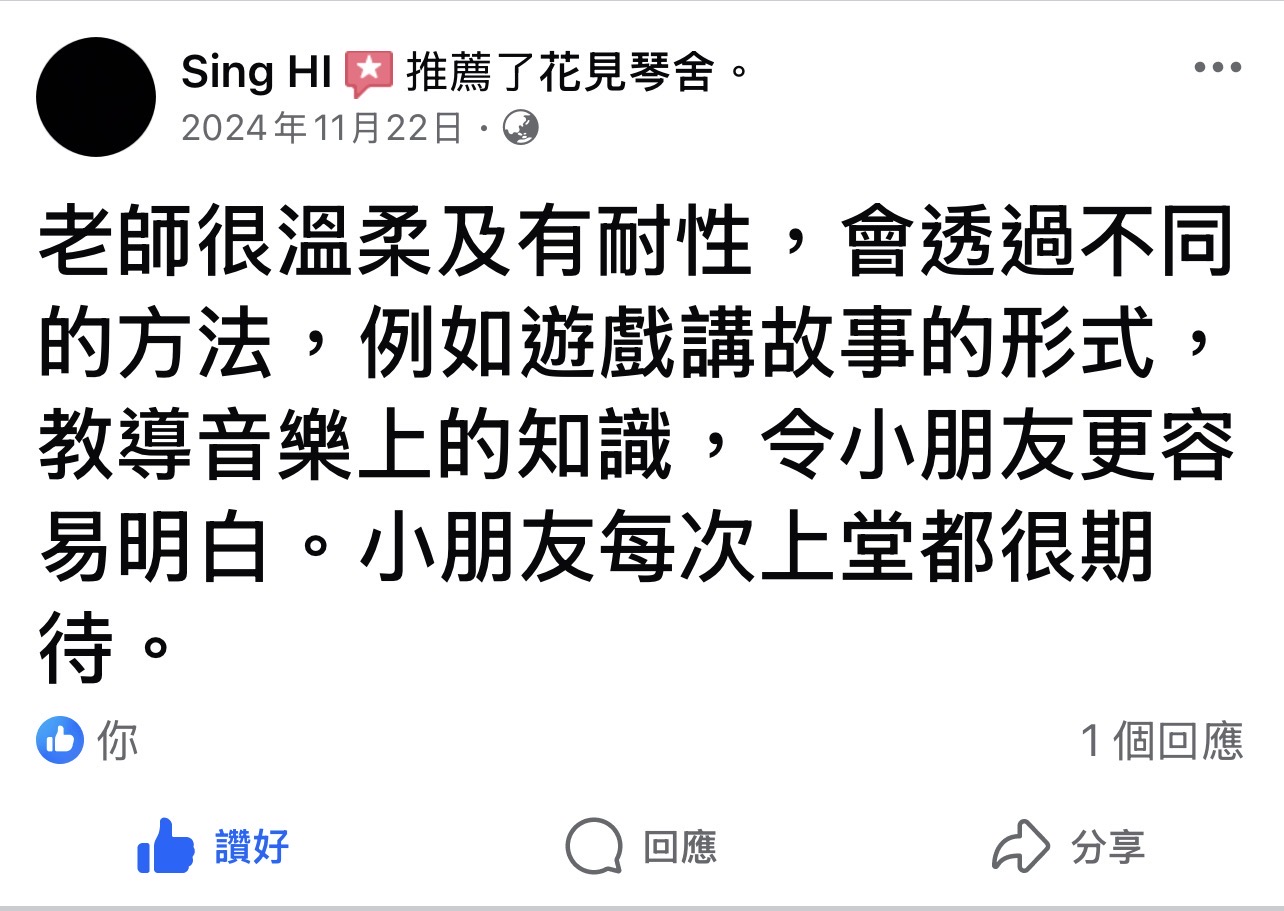 Sing HI 推薦了花見琴舍。
2024年11月22日 ·
老師很溫柔及有耐性，會透過不同
的方法，例如遊戲講故事的形式，
教導音樂上的知識，令小朋友更容
易明白。小朋友每次上堂都很期
待。
你 1 個回應
讚好 回應 分享